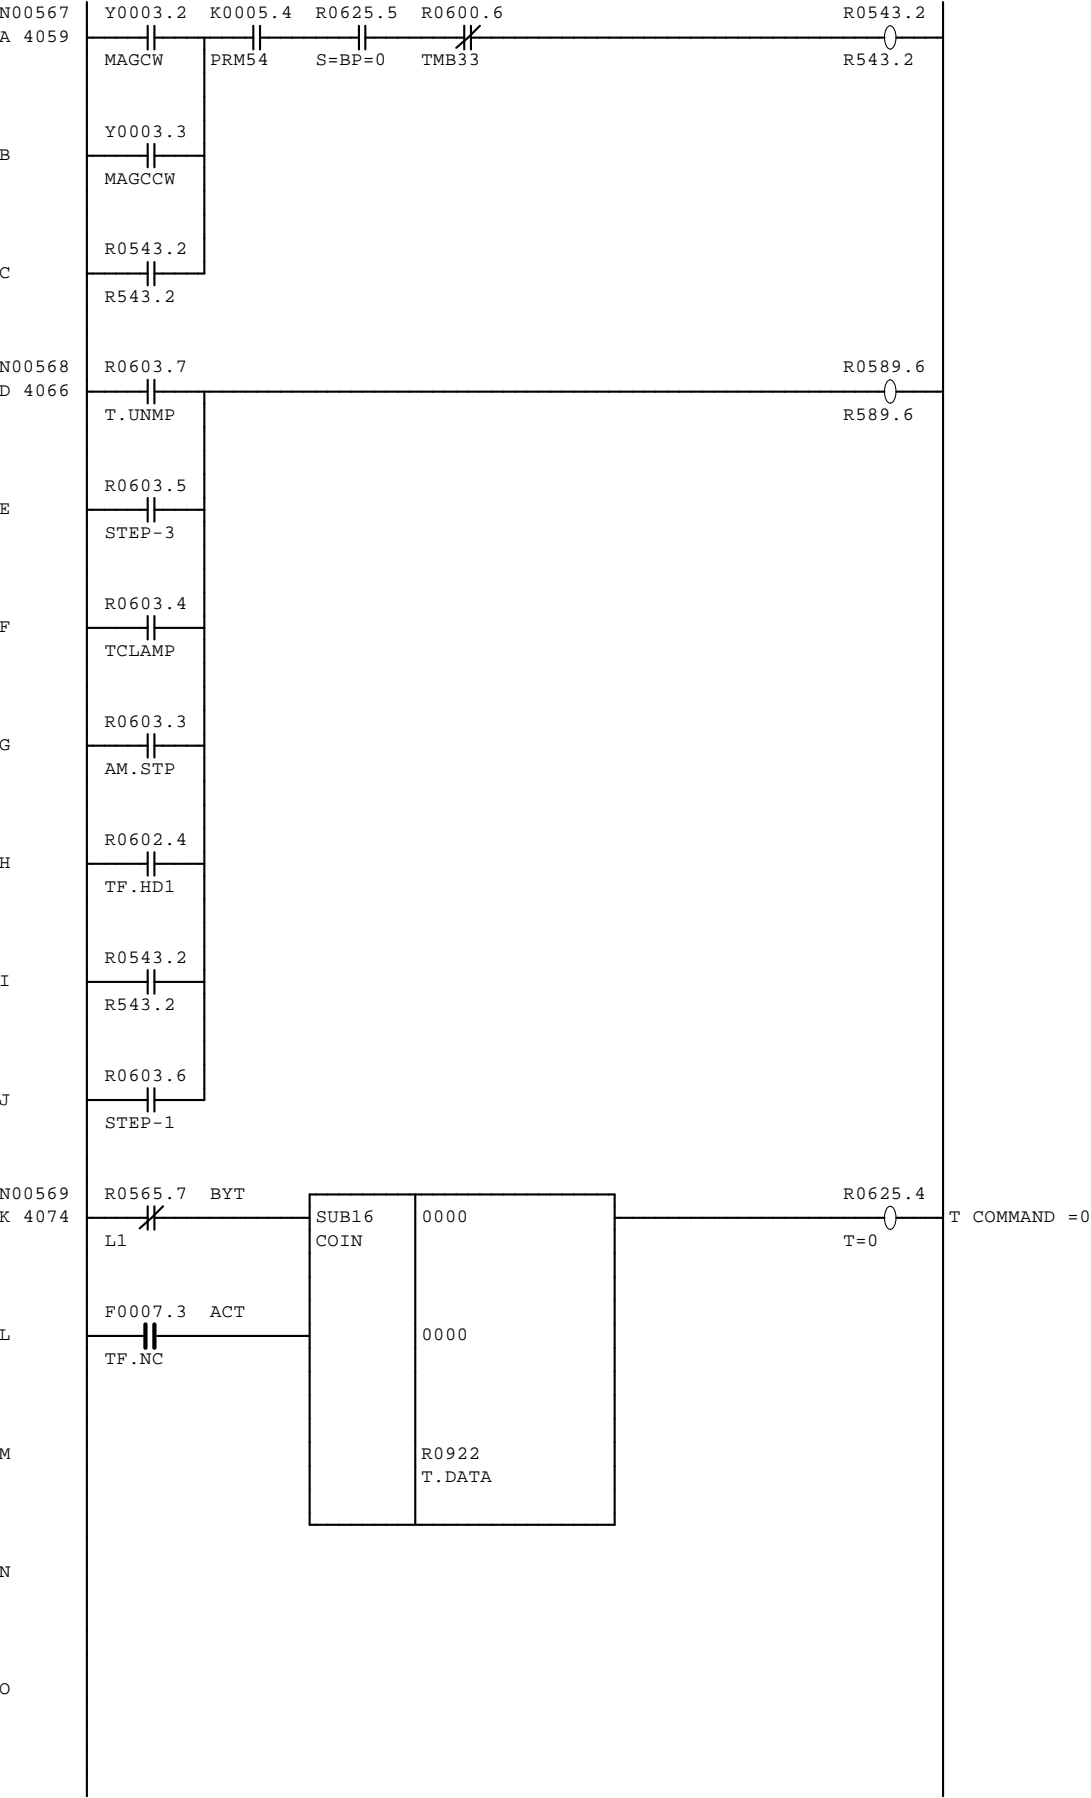 N00567 Y0003.2 K0005.4 R0625.5 R0600.6 R0543.2
A 4059
MAGCW PRM54 S=BP=0 TMB33 R543.2
Y0003.3
B
MAGCCW
R0543.2
C
R543.2
N00568 R0603.7 R0589.6
D 4066
T.UNMP R589.6
R0603.5
E
STEP-3
R0603.4
F
TCLAMP
R0603.3
G
AM.STP
R0602.4
H
TF.HD1
R0543.2
I
R543.2
R0603.6
J
STEP-1
N00569 R0565.7 BYT R0625.4
K 4074 SUB16 0000 T COMMAND =0
L1 COIN T=0
F0007.3 ACT
L 0000
TF.NC
M R0922
T.DATA
N
O